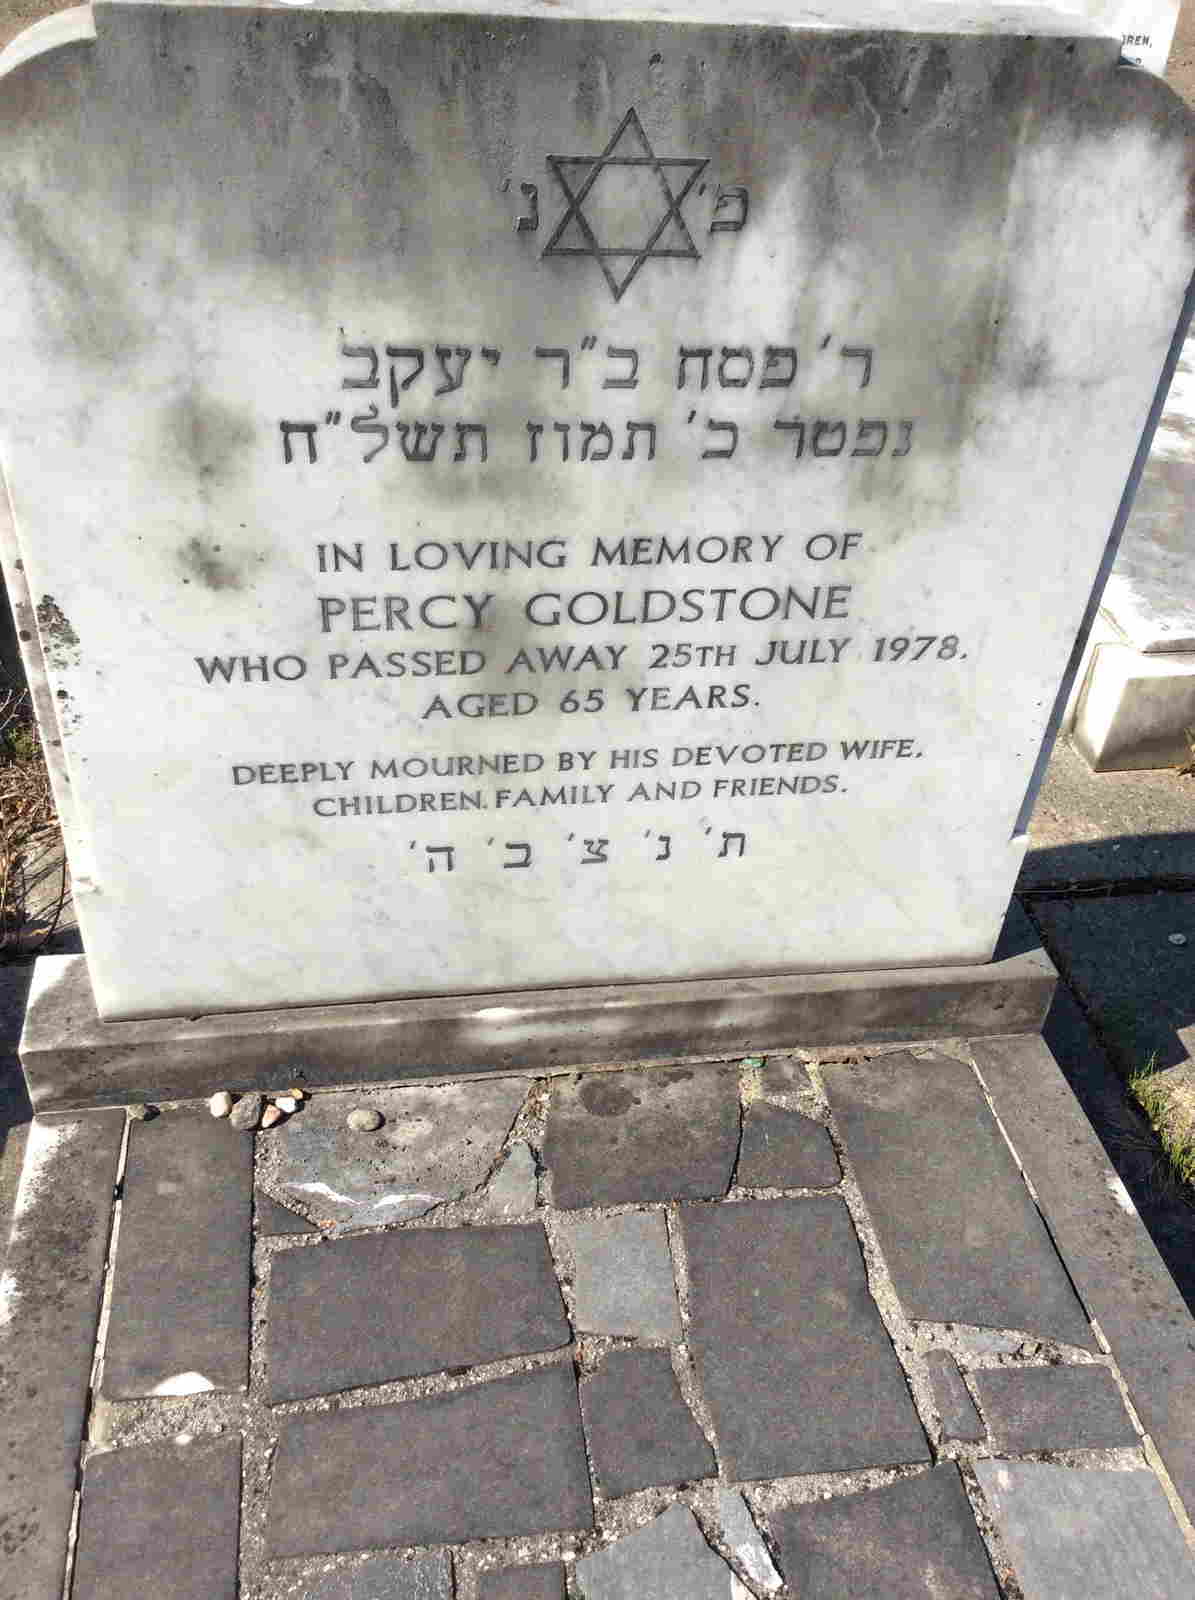 פ' נ'
ר' פסח ב"ר יעקב
נפטר כ' תמוז תשל"ח
IN LOVING MEMORY OF
PERCY GOLDSTONE
WHO PASSED AWAY 25TH JULY 1978.
AGED 65 YEARS.
DEEPLY MOURNED BY HIS DEVOTED WIFE,
CHILDREN, FAMILY AND FRIENDS.
ת' נ' צ' ב' ה'